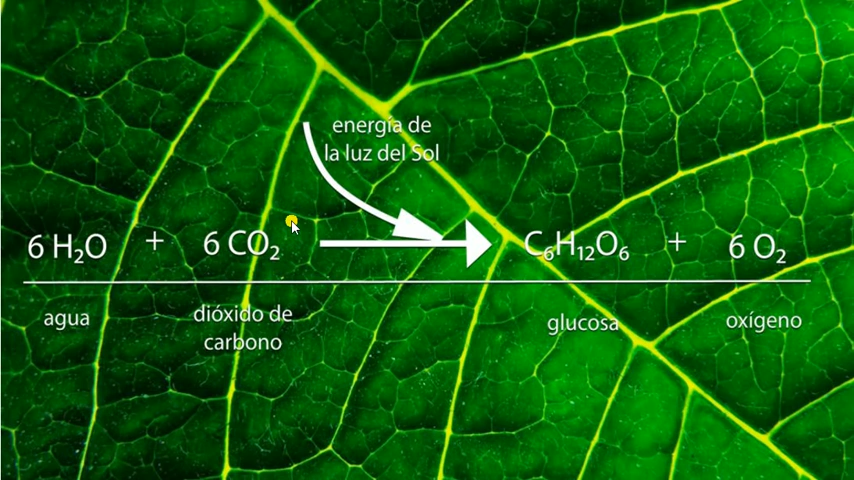 energía de
la luz del Sol
6 H₂O + 6 CO₂ → C₆H₁₂O₆ + 6 O₂
agua dióxido de carbono glucosa oxígeno